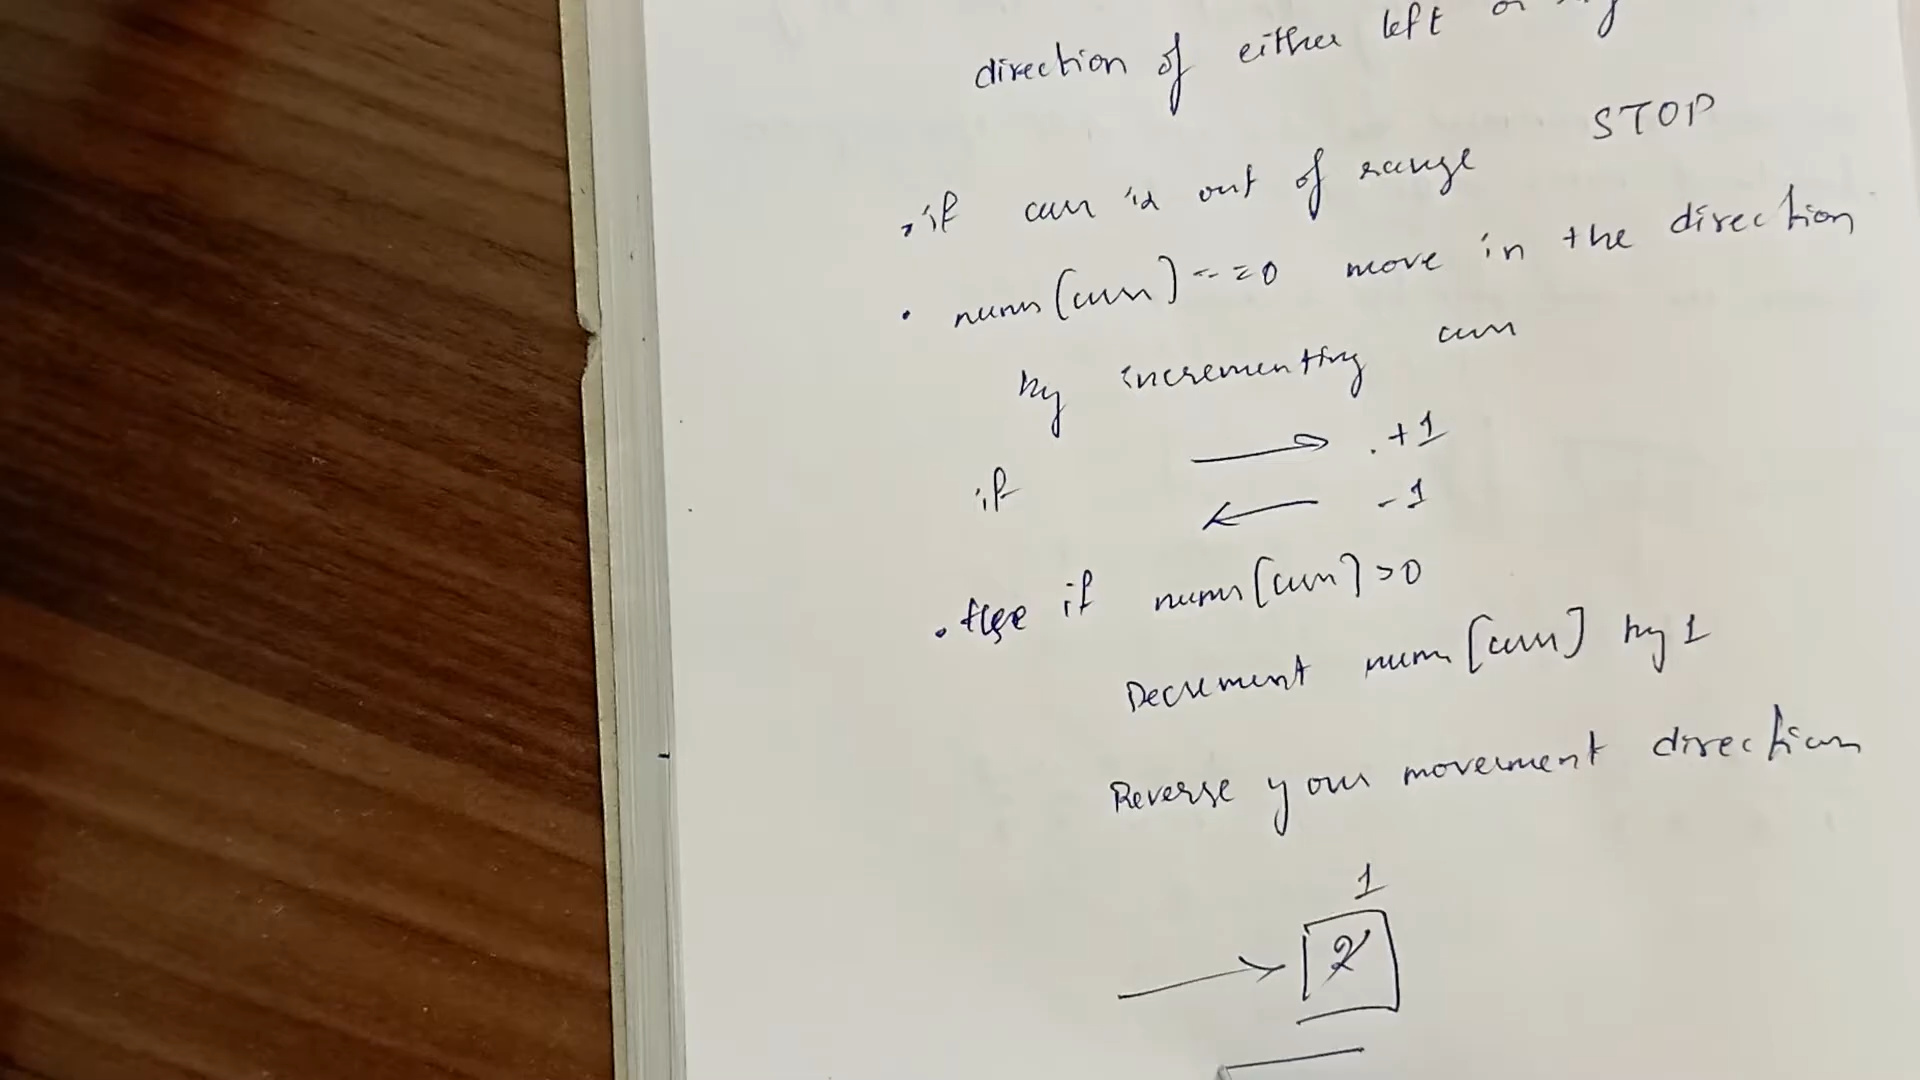 direction of either left or
STOP
if curr is out of range
nums[curr] == 0 move in the direction
by incrementing curr
→ +1
if
← -1
Else if nums[curr] > 0
Decrement nums[curr] by 1
Reverse your movement direction
1
→ 2